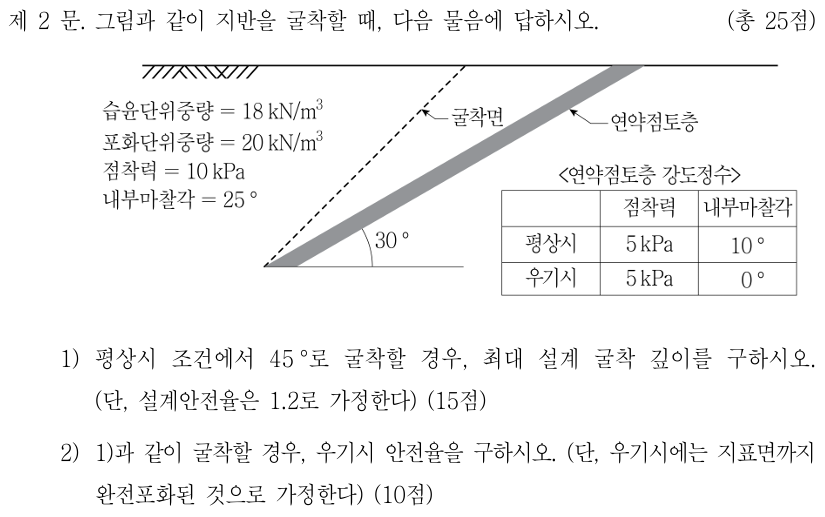 제 2 문. 그림과 같이 지반을 굴착할 때, 다음 물음에 답하시오. (총 25점)
습윤단위중량 = 18 kN/m³
포화단위중량 = 20 kN/m³
점착력 = 10 kPa
내부마찰각 = 25°
굴착면
연약점토층
30°
<연약점토층 강도정수>
점착력 내부마찰각
평상시 5 kPa 10°
우기시 5 kPa 0°
1) 평상시 조건에서 45°로 굴착할 경우, 최대 설계 굴착 깊이를 구하시오.
(단, 설계안전율은 1.2로 가정한다) (15점)
2) 1)과 같이 굴착할 경우, 우기시 안전율을 구하시오. (단, 우기시에는 지표면까지
완전포화된 것으로 가정한다) (10점)